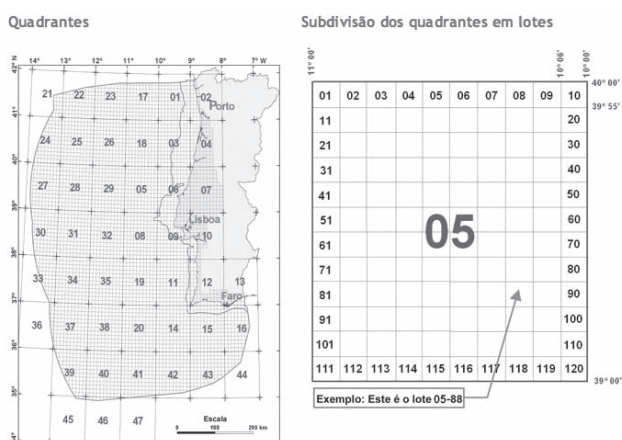 Quadrantes
14° 13° 12° 11° 10° 9° 8° 7° W
42° N
21 22 23 17 01 02
Porto
41°
24 25 26 18 03 04
40°
27 28 29 05 06 07
39°
Lisboa
30 31 32 08 09 10
38°
33 34 35 19 11 12 13
Faro
37°
36 37 38 20 14 15 16
36°
39 40 41 42 43 44
35°
45 46 47
Escala
0 100 200 km
Subdivisão dos quadrantes em lotes
11° 00' 10° 06' 10° 00'
40° 00'
01 02 03 04 05 06 07 08 09 10
39° 55'
11 20
21 30
31 40
41 50
51 60
05
61 70
71 80
81 90
91 100
101 110
111 112 113 114 115 116 117 118 119 120
39° 00'
Exemplo: Este é o lote 05-88